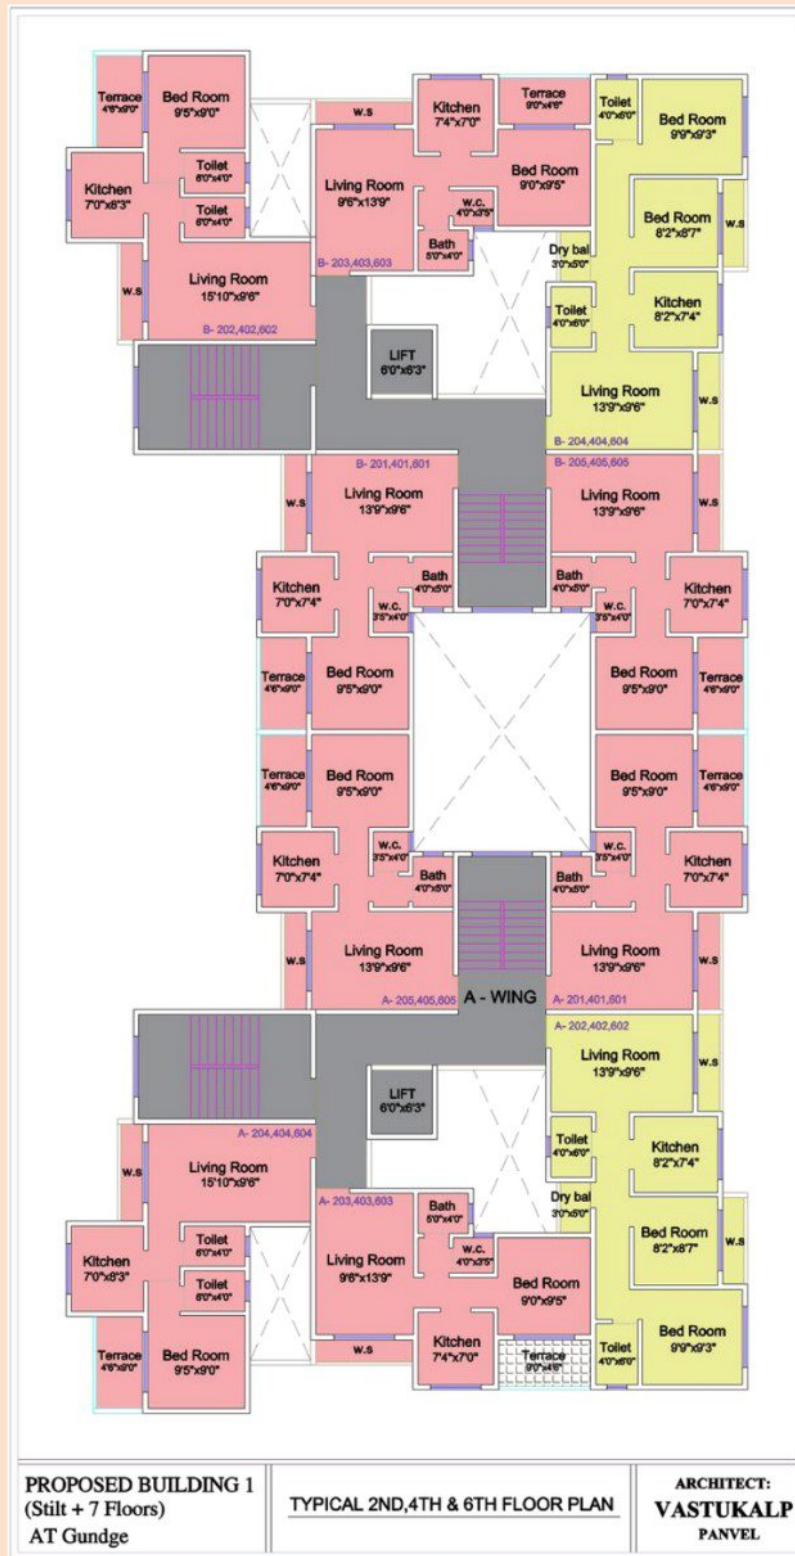 Terrace
4'6"x9'0"
Bed Room
9'5"x9'0"
Kitchen
7'0"x8'3"
Toilet
6'0"x4'0"
Toilet
6'0"x4'0"
W.S
Living Room
15'10"x9'6"
B- 202,402,602
W.S
Kitchen
7'4"x7'0"
Terrace
9'0"x4'6"
Living Room
9'6"x13'9"
Bed Room
9'0"x9'5"
W.C.
4'0"x3'5"
Bath
5'0"x4'0"
B- 203,403,603
Toilet
4'0"x6'0"
Bed Room
9'9"x9'3"
Bed Room
8'2"x8'7"
W.S
Dry bal
3'0"x5'0"
Toilet
4'0"x6'0"
Kitchen
8'2"x7'4"
Living Room
13'9"x9'6"
W.S
B- 204,404,604
LIFT
6'0"x6'3"
B- 201,401,601
W.S
Living Room
13'9"x9'6"
Kitchen
7'0"x7'4"
Bath
4'0"x5'0"
W.C.
3'5"x4'0"
Terrace
4'6"x9'0"
Bed Room
9'5"x9'0"
B- 205,405,605
Living Room
13'9"x9'6"
W.S
Bath
4'0"x5'0"
W.C.
3'5"x4'0"
Kitchen
7'0"x7'4"
Bed Room
9'5"x9'0"
Terrace
4'6"x9'0"
Terrace
4'6"x9'0"
Bed Room
9'5"x9'0"
W.C.
3'5"x4'0"
Kitchen
7'0"x7'4"
Bath
4'0"x5'0"
W.S
Living Room
13'9"x9'6"
A- 205,405,605
Bed Room
9'5"x9'0"
Terrace
4'6"x9'0"
W.C.
3'5"x4'0"
Bath
4'0"x5'0"
Kitchen
7'0"x7'4"
Living Room
13'9"x9'6"
W.S
A- 201,401,601
A - WING
LIFT
6'0"x6'3"
A- 202,402,602
Living Room
13'9"x9'6"
W.S
Toilet
4'0"x6'0"
Kitchen
8'2"x7'4"
Dry bal
3'0"x5'0"
Bed Room
8'2"x8'7"
W.S
Toilet
4'0"x6'0"
Bed Room
9'9"x9'3"
A- 204,404,604
W.S
Living Room
15'10"x9'6"
Kitchen
7'0"x8'3"
Toilet
6'0"x4'0"
Toilet
6'0"x4'0"
Terrace
4'6"x9'0"
Bed Room
9'5"x9'0"
A- 203,403,603
Bath
5'0"x4'0"
Living Room
9'6"x13'9"
W.C.
4'0"x3'5"
Bed Room
9'0"x9'5"
W.S
Kitchen
7'4"x7'0"
Terrace
9'0"x4'6"
PROPOSED BUILDING 1
(Stilt + 7 Floors)
AT Gundge
TYPICAL 2ND,4TH & 6TH FLOOR PLAN
ARCHITECT:
VASTUKALP
PANVEL